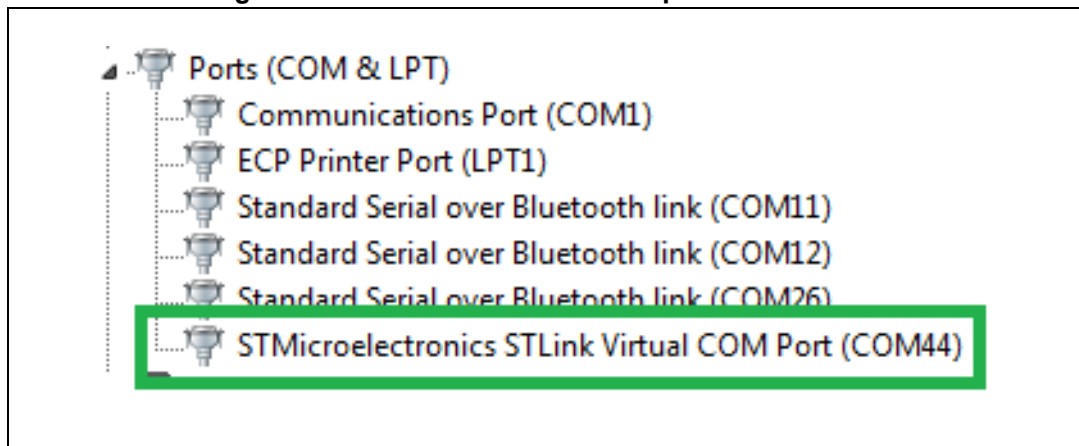 Ports (COM & LPT)
Communications Port (COM1)
ECP Printer Port (LPT1)
Standard Serial over Bluetooth link (COM11)
Standard Serial over Bluetooth link (COM12)
Standard Serial over Bluetooth link (COM26)
STMicroelectronics STLink Virtual COM Port (COM44)